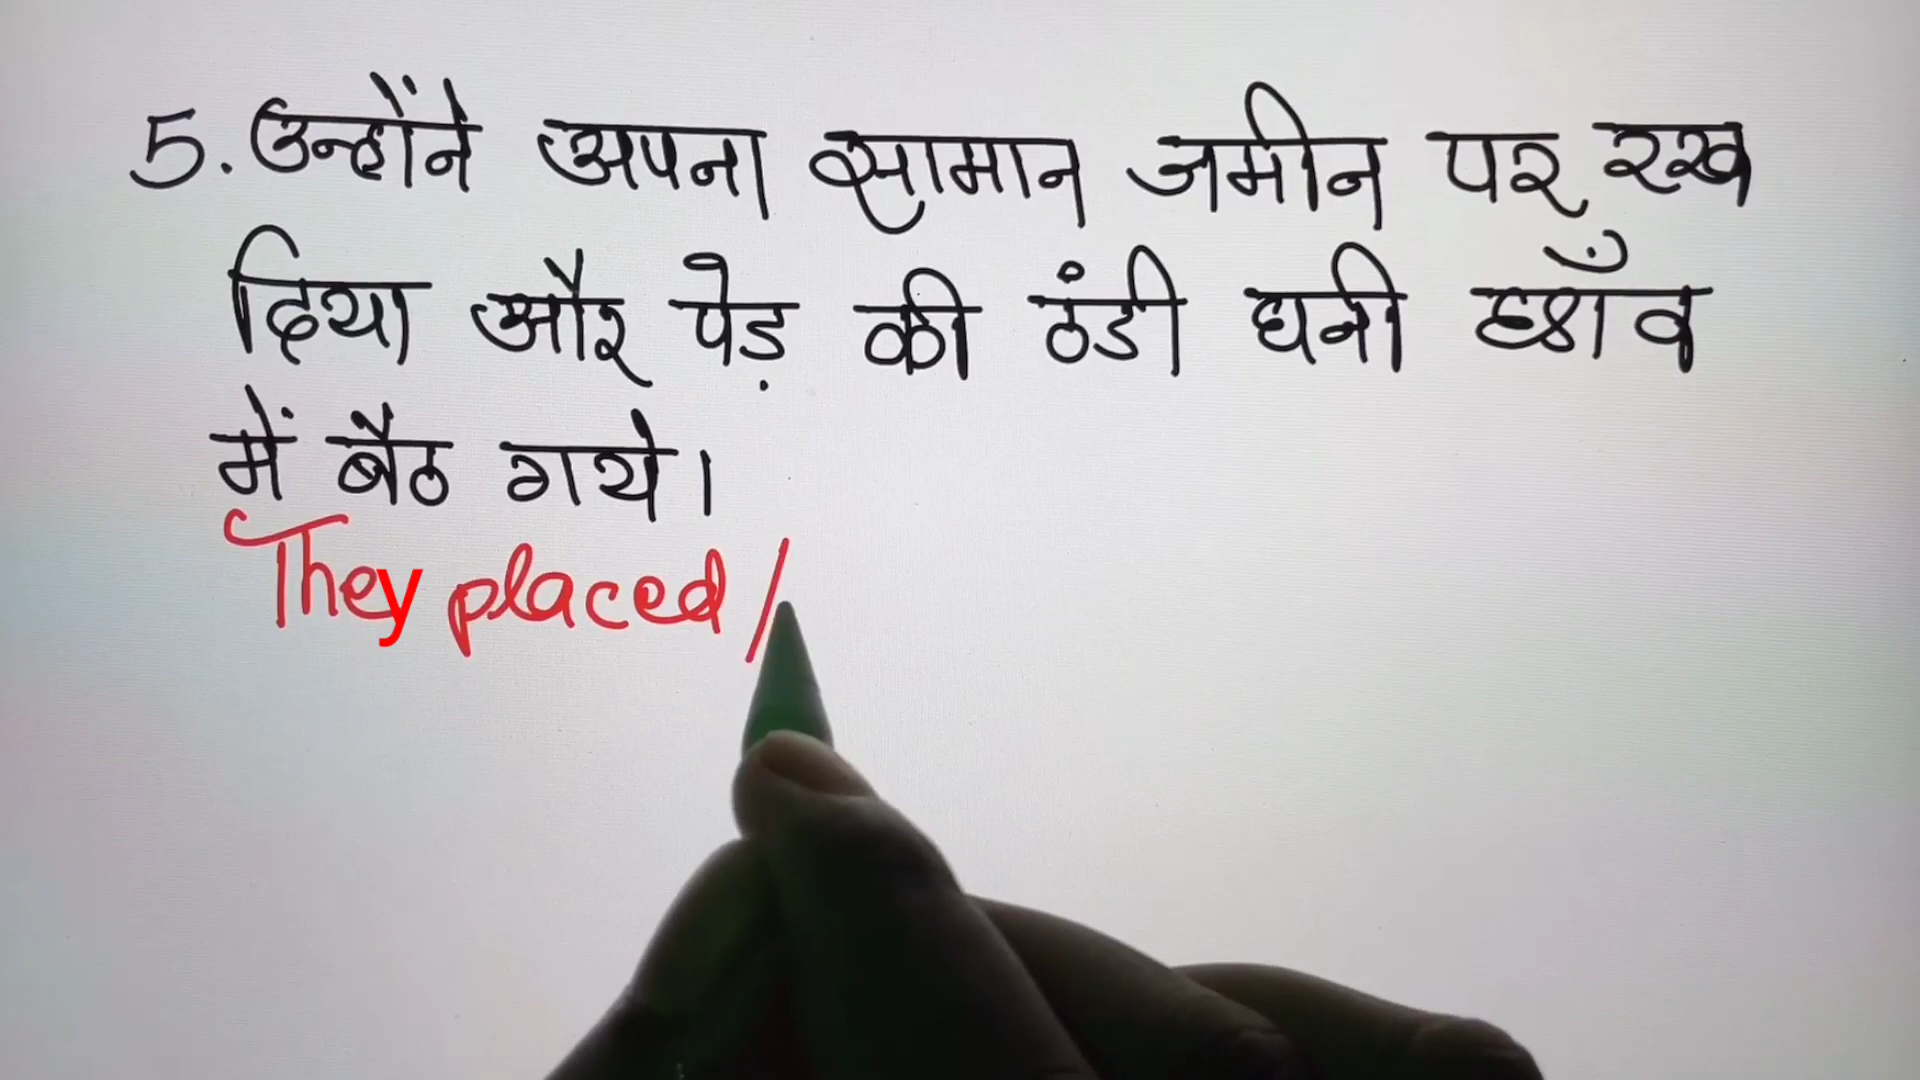 5. उन्होंने अपना सामान जमीन पर रख
दिया और पेड़ की ठंडी घनी छाँव
में बैठ गये।
They placed /